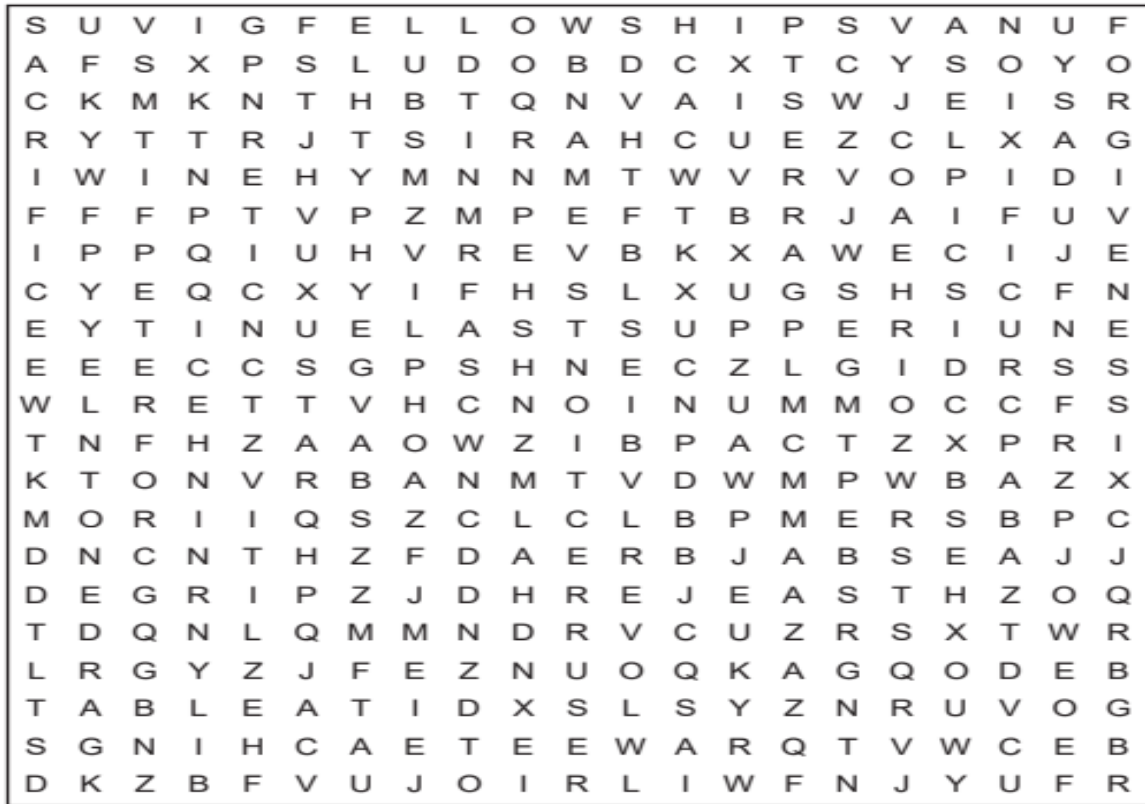 S U V I G F E L L O W S H I P S V A N U F
A F S X P S L U D O B D C X T C Y S O Y O
C K M K N T H B T Q N V A I S W J E I S R
R Y T T R J T S I R A H C U E Z C L X A G
I W I N E H Y M N N M T W V R V O P I D I
F F F P T V P Z M P E F T B R J A I F U V
I P P Q I U H V R E V B K X A W E C I J E
C Y E Q C X Y I F H S L X U G S H S C F N
E Y T I N U E L A S T S U P P E R I U N E
E E E C C S G P S H N E C Z L G I D R S S
W L R E T T V H C N O I N U M M O C C F S
T N F H Z A A O W Z I B P A C T Z X P R I
K T O N V R B A N M T V D W M P W B A Z X
M O R I I Q S Z C L C L B P M E R S B P C
D N C N T H Z F D A E R B J A B S E A J J
D E G R I P Z J D H R E J E A S T H Z O Q
T D Q N L Q M M N D R V C U Z R S X T W R
L R G Y Z J F E Z N U O Q K A G Q O D E B
T A B L E A T I D X S L S Y Z N R U V O G
S G N I H C A E T E E W A R Q T V W C E B
D K Z B F V U J O I R L I W F N J Y U F R